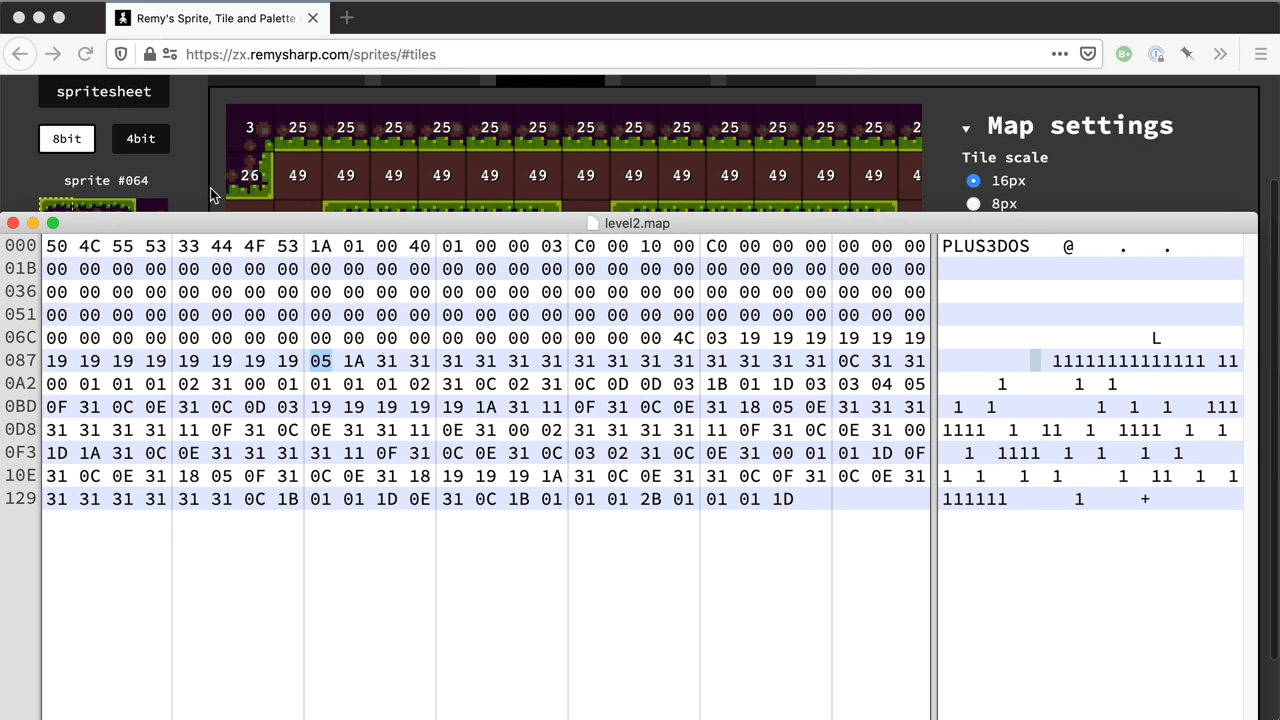 Remy's Sprite, Tile and Palette
https://zx.remysharp.com/sprites/#tiles
B+
spritesheet
8bit 4bit
sprite #064
3 25 25 25 25 25 25 25 25 25 25 25 25 25 2
26 49 49 49 49 49 49 49 49 49 49 49 49 49 4
Map settings
Tile scale
16px
8px
level2.map
000 50 4C 55 53 33 44 4F 53 1A 01 00 40 01 00 00 03 C0 00 10 00 C0 00 00 00 00 00 00 PLUS3DOS @ . .
01B 00 00 00 00 00 00 00 00 00 00 00 00 00 00 00 00 00 00 00 00 00 00 00 00 00 00 00
036 00 00 00 00 00 00 00 00 00 00 00 00 00 00 00 00 00 00 00 00 00 00 00 00 00 00 00
051 00 00 00 00 00 00 00 00 00 00 00 00 00 00 00 00 00 00 00 00 00 00 00 00 00 00 00
06C 00 00 00 00 00 00 00 00 00 00 00 00 00 00 00 00 00 00 00 4C 03 19 19 19 19 19 19 L
087 19 19 19 19 19 19 19 19 05 1A 31 31 31 31 31 31 31 31 31 31 31 31 31 31 0C 31 31 11111111111111 11
0A2 00 01 01 01 02 31 00 01 01 01 01 02 31 0C 02 31 0C 0D 0D 03 1B 01 1D 03 03 04 05 1 1 1
0BD 0F 31 0C 0E 31 0C 0D 03 19 19 19 19 19 1A 31 11 0F 31 0C 0E 31 18 05 0E 31 31 31 1 1 1 1 1 111
0D8 31 31 31 31 11 0F 31 0C 0E 31 31 11 0E 31 00 02 31 31 31 31 11 0F 31 0C 0E 31 00 1111 1 11 1 1111 1 1
0F3 1D 1A 31 0C 0E 31 31 31 31 11 0F 31 0C 0E 31 0C 03 02 31 0C 0E 31 00 01 01 1D 0F 1 1111 1 1 1 1
10E 31 0C 0E 31 18 05 0F 31 0C 0E 31 18 19 19 19 1A 31 0C 0E 31 31 0C 0F 31 0C 0E 31 1 1 1 1 1 11 1 1
129 31 31 31 31 31 31 0C 1B 01 01 1D 0E 31 0C 1B 01 01 01 2B 01 01 01 1D 111111 1 +